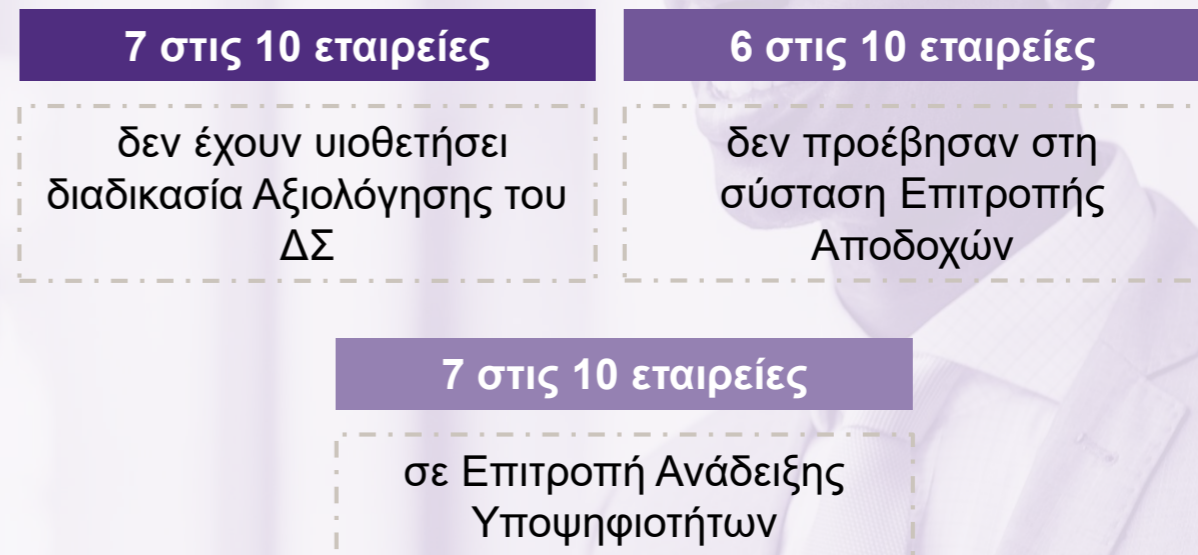 7 στις 10 εταιρείες
δεν έχουν υιοθετήσει
διαδικασία Αξιολόγησης του
ΔΣ
6 στις 10 εταιρείες
δεν προέβησαν στη
σύσταση Επιτροπής
Αποδοχών
7 στις 10 εταιρείες
σε Επιτροπή Ανάδειξης
Υποψηφιοτήτων